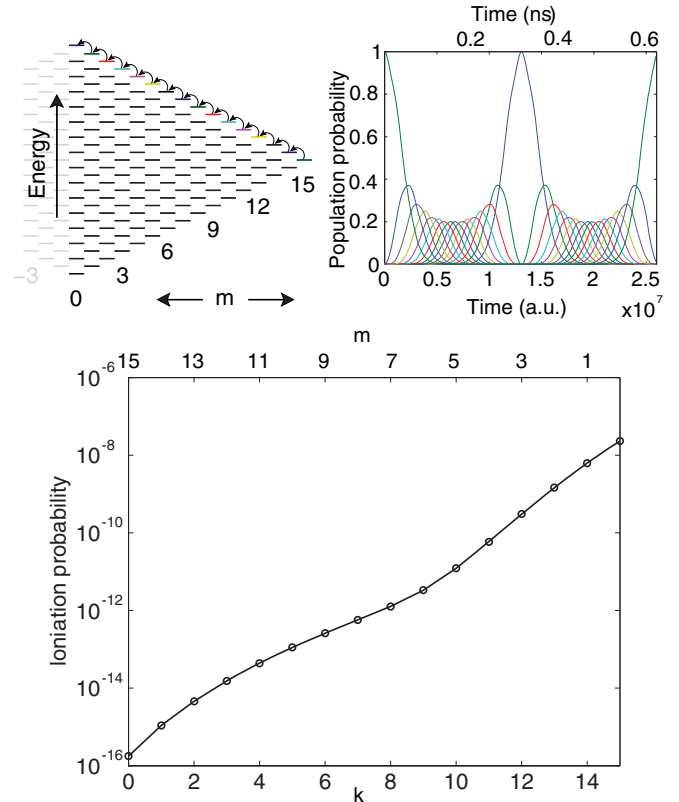 Energy
-3
0
3
6
9
12
15
m
Time (ns)
0.2 0.4 0.6
Population probability
1
0.8
0.6
0.4
0.2
0
0 0.5 1 1.5 2 2.5
Time (a.u.) x10^7
m
15 13 11 9 7 5 3 1
Ioniation probability
10^-6
10^-8
10^-10
10^-12
10^-14
10^-16
0 2 4 6 8 10 12 14
k